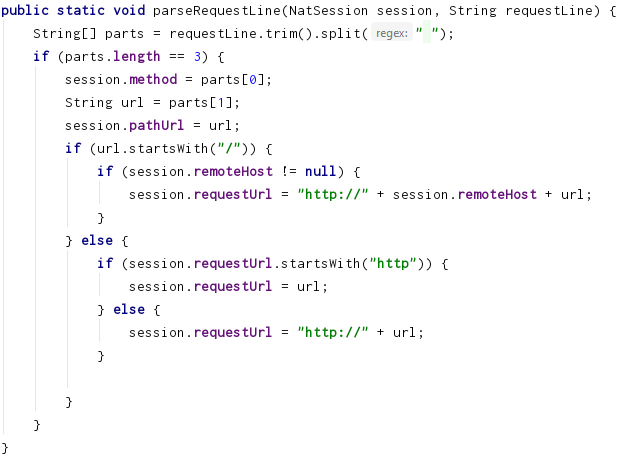 public static void parseRequestLine(NatSession session, String requestLine) {
    String[] parts = requestLine.trim().split( regex: " ");
    if (parts.length == 3) {
        session.method = parts[0];
        String url = parts[1];
        session.pathUrl = url;
        if (url.startsWith("/")) {
            if (session.remoteHost != null) {
                session.requestUrl = "http://" + session.remoteHost + url;
            }
        } else {
            if (session.requestUrl.startsWith("http")) {
                session.requestUrl = url;
            } else {
                session.requestUrl = "http://" + url;
            }

        }
    }
}